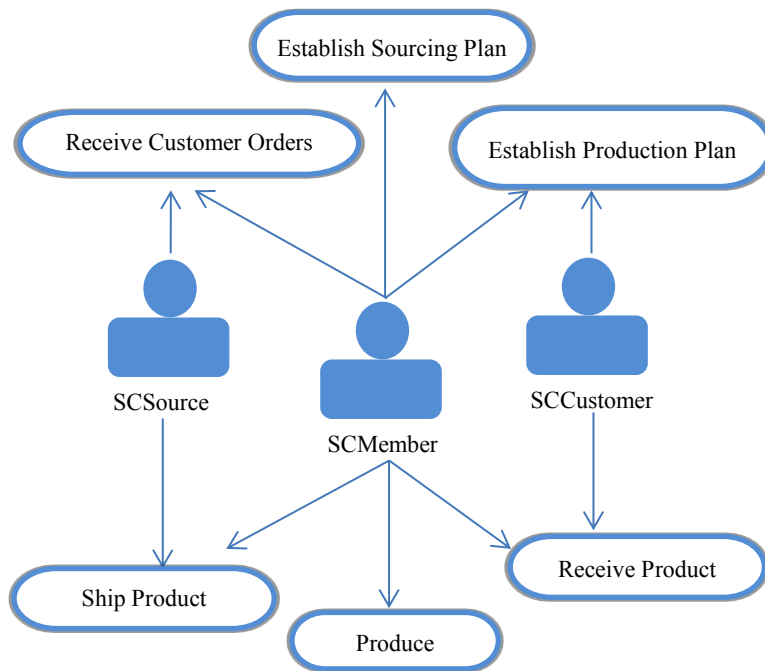 Establish Sourcing Plan
Receive Customer Orders
Establish Production Plan
SCSource
SCCustomer
SCMember
Receive Product
Ship Product
Produce